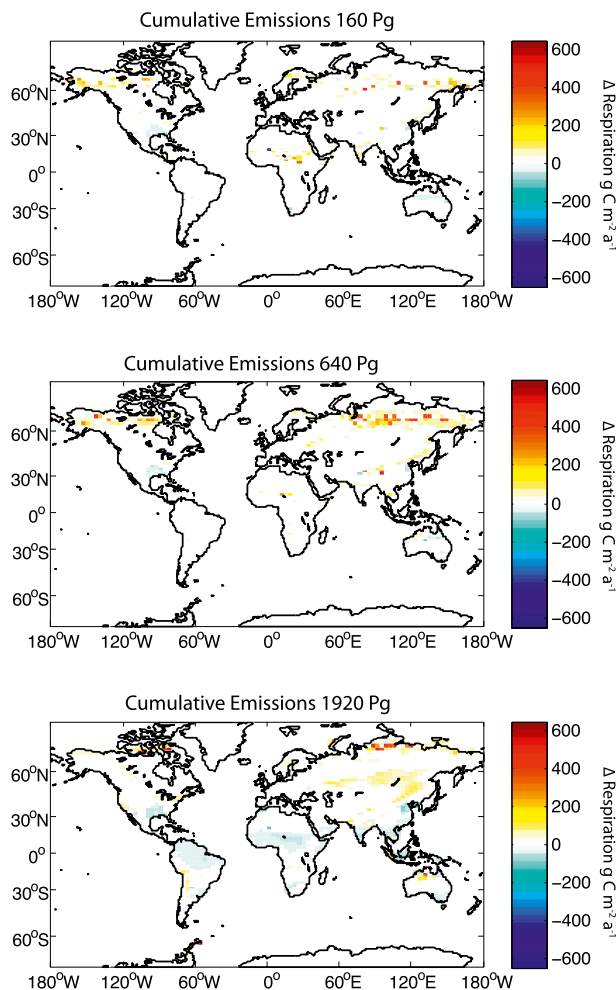 Cumulative Emissions 160 Pg
60°N
30°N
0°
30°S
60°S
180°W 120°W 60°W 0° 60°E 120°E 180°W
600
400
200
0
−200
−400
−600
Δ Respiration g C m⁻² a⁻¹
Cumulative Emissions 640 Pg
60°N
30°N
0°
30°S
60°S
180°W 120°W 60°W 0° 60°E 120°E 180°W
600
400
200
0
−200
−400
−600
Δ Respiration g C m⁻² a⁻¹
Cumulative Emissions 1920 Pg
60°N
30°N
0°
30°S
60°S
180°W 120°W 60°W 0° 60°E 120°E 180°W
600
400
200
0
−200
−400
−600
Δ Respiration g C m⁻² a⁻¹